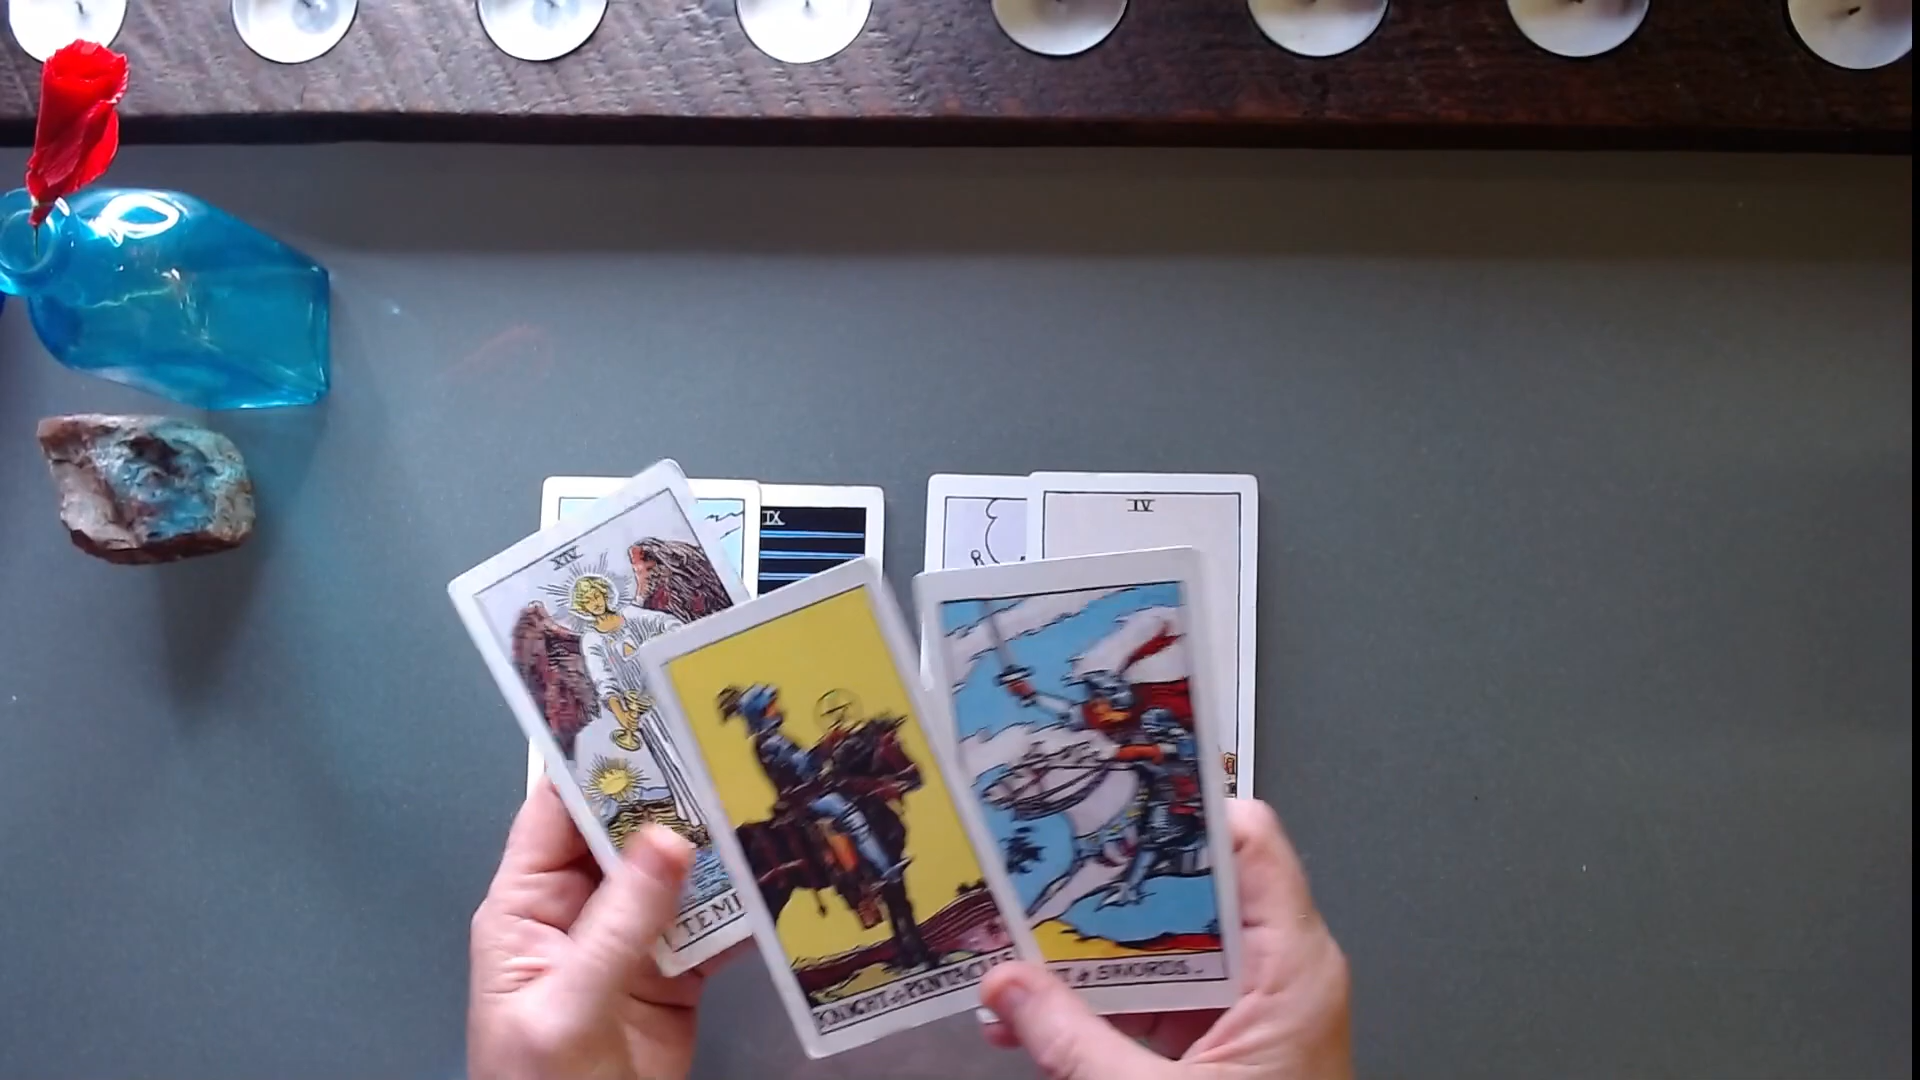 IX
IV
XIV
TEM
KNIGHT of PENTACLES
T of SWORDS.